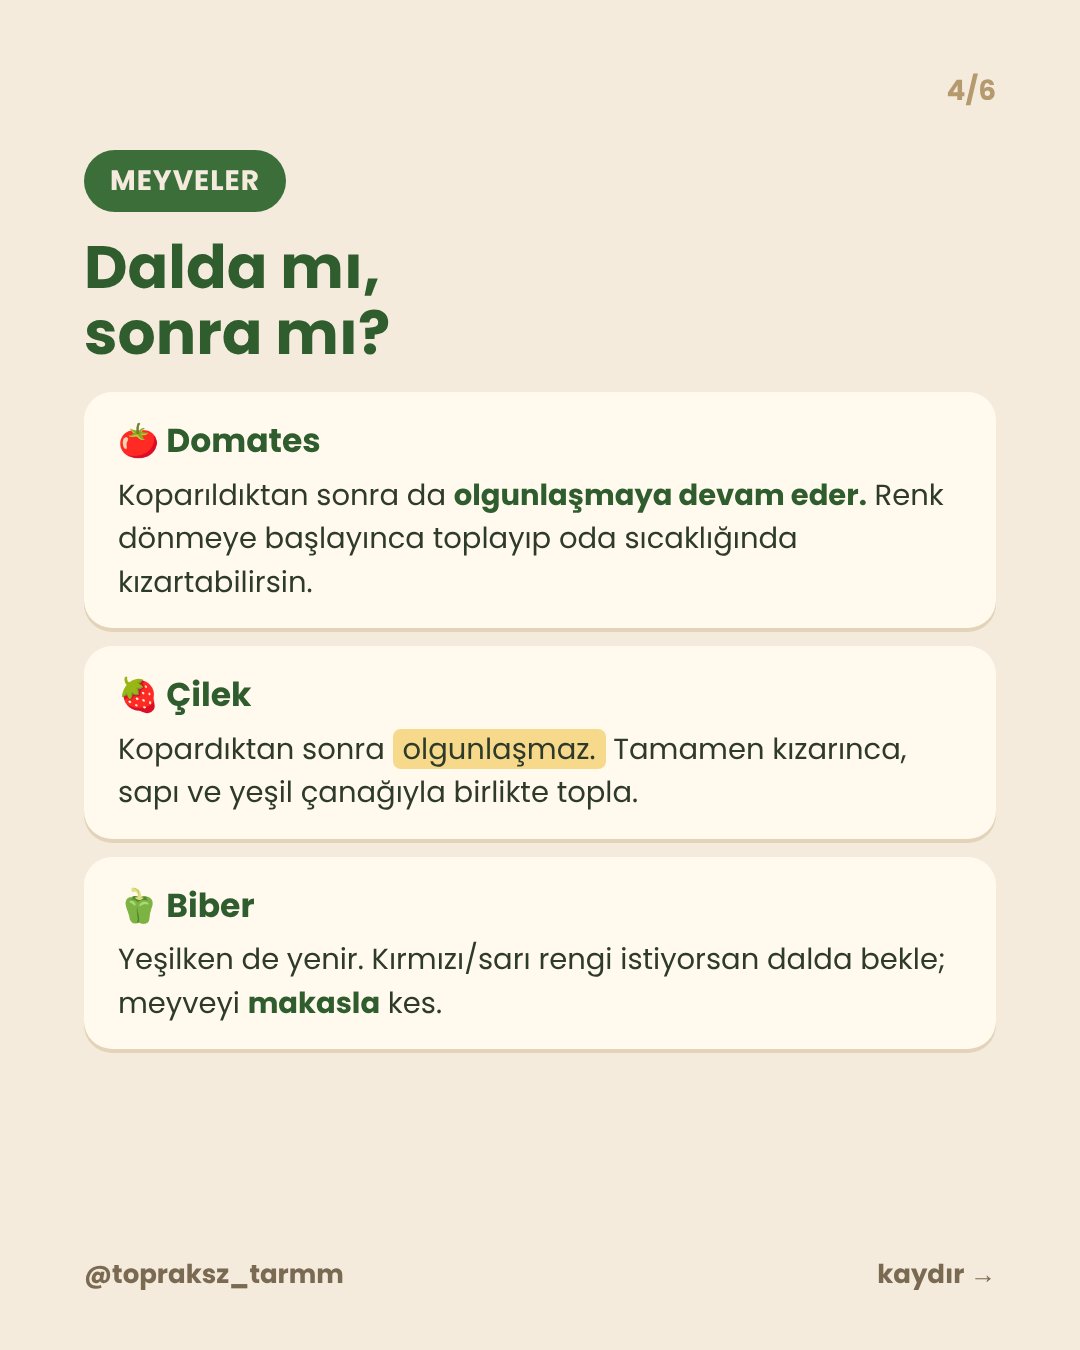 4/6
MEYVELER
Dalda mı,
sonra mı?
🍅 Domates
Koparıldıktan sonra da olgunlaşmaya devam eder. Renk
dönmeye başlayınca toplayıp oda sıcaklığında
kızartabilirsin.
🍓 Çilek
Kopardıktan sonra olgunlaşmaz. Tamamen kızarınca,
sapı ve yeşil çanağıyla birlikte topla.
🫑 Biber
Yeşilken de yenir. Kırmızı/sarı rengi istiyorsan dalda bekle;
meyveyi makasla kes.
@topraksz_tarmm
kaydır →